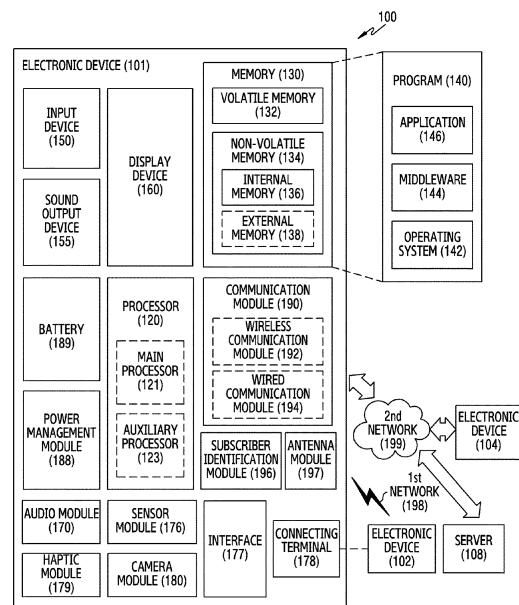 100
ELECTRONIC DEVICE (101)
INPUT
DEVICE
(150)
SOUND
OUTPUT
DEVICE
(155)
DISPLAY
DEVICE
(160)
MEMORY (130)
VOLATILE MEMORY
(132)
NON-VOLATILE
MEMORY (134)
INTERNAL
MEMORY (136)
EXTERNAL
MEMORY (138)
PROGRAM (140)
APPLICATION
(146)
MIDDLEWARE
(144)
OPERATING
SYSTEM (142)
BATTERY
(189)
POWER
MANAGEMENT
MODULE
(188)
PROCESSOR
(120)
MAIN
PROCESSOR
(121)
AUXILIARY
PROCESSOR
(123)
COMMUNICATION
MODULE (190)
WIRELESS
COMMUNICATION
MODULE (192)
WIRED
COMMUNICATION
MODULE (194)
SUBSCRIBER
IDENTIFICATION
MODULE (196)
ANTENNA
MODULE
(197)
2nd
NETWORK
(199)
ELECTRONIC
DEVICE
(104)
1st
NETWORK
(198)
AUDIO MODULE
(170)
SENSOR
MODULE (176)
INTERFACE
(177)
CONNECTING
TERMINAL
(178)
ELECTRONIC
DEVICE
(102)
SERVER
(108)
HAPTIC
MODULE
(179)
CAMERA
MODULE (180)